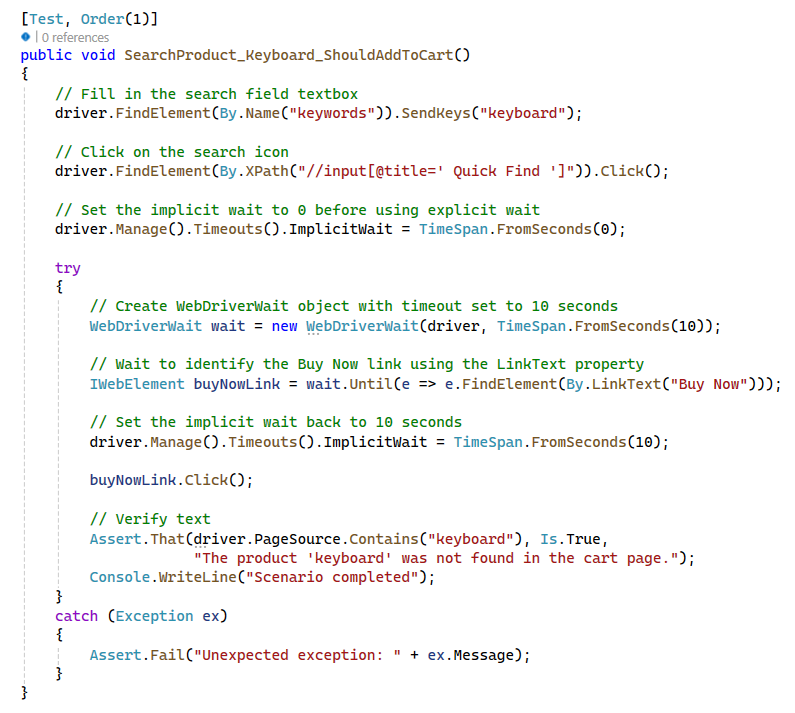 [Test, Order(1)]
| 0 references
public void SearchProduct_Keyboard_ShouldAddToCart()
{
    // Fill in the search field textbox
    driver.FindElement(By.Name("keywords")).SendKeys("keyboard");

    // Click on the search icon
    driver.FindElement(By.XPath("//input[@title=' Quick Find ']")).Click();

    // Set the implicit wait to 0 before using explicit wait
    driver.Manage().Timeouts().ImplicitWait = TimeSpan.FromSeconds(0);

    try
    {
        // Create WebDriverWait object with timeout set to 10 seconds
        WebDriverWait wait = new WebDriverWait(driver, TimeSpan.FromSeconds(10));

        // Wait to identify the Buy Now link using the LinkText property
        IWebElement buyNowLink = wait.Until(e => e.FindElement(By.LinkText("Buy Now")));

        // Set the implicit wait back to 10 seconds
        driver.Manage().Timeouts().ImplicitWait = TimeSpan.FromSeconds(10);

        buyNowLink.Click();

        // Verify text
        Assert.That(driver.PageSource.Contains("keyboard"), Is.True,
                    "The product 'keyboard' was not found in the cart page.");
        Console.WriteLine("Scenario completed");
    }
    catch (Exception ex)
    {
        Assert.Fail("Unexpected exception: " + ex.Message);
    }
}